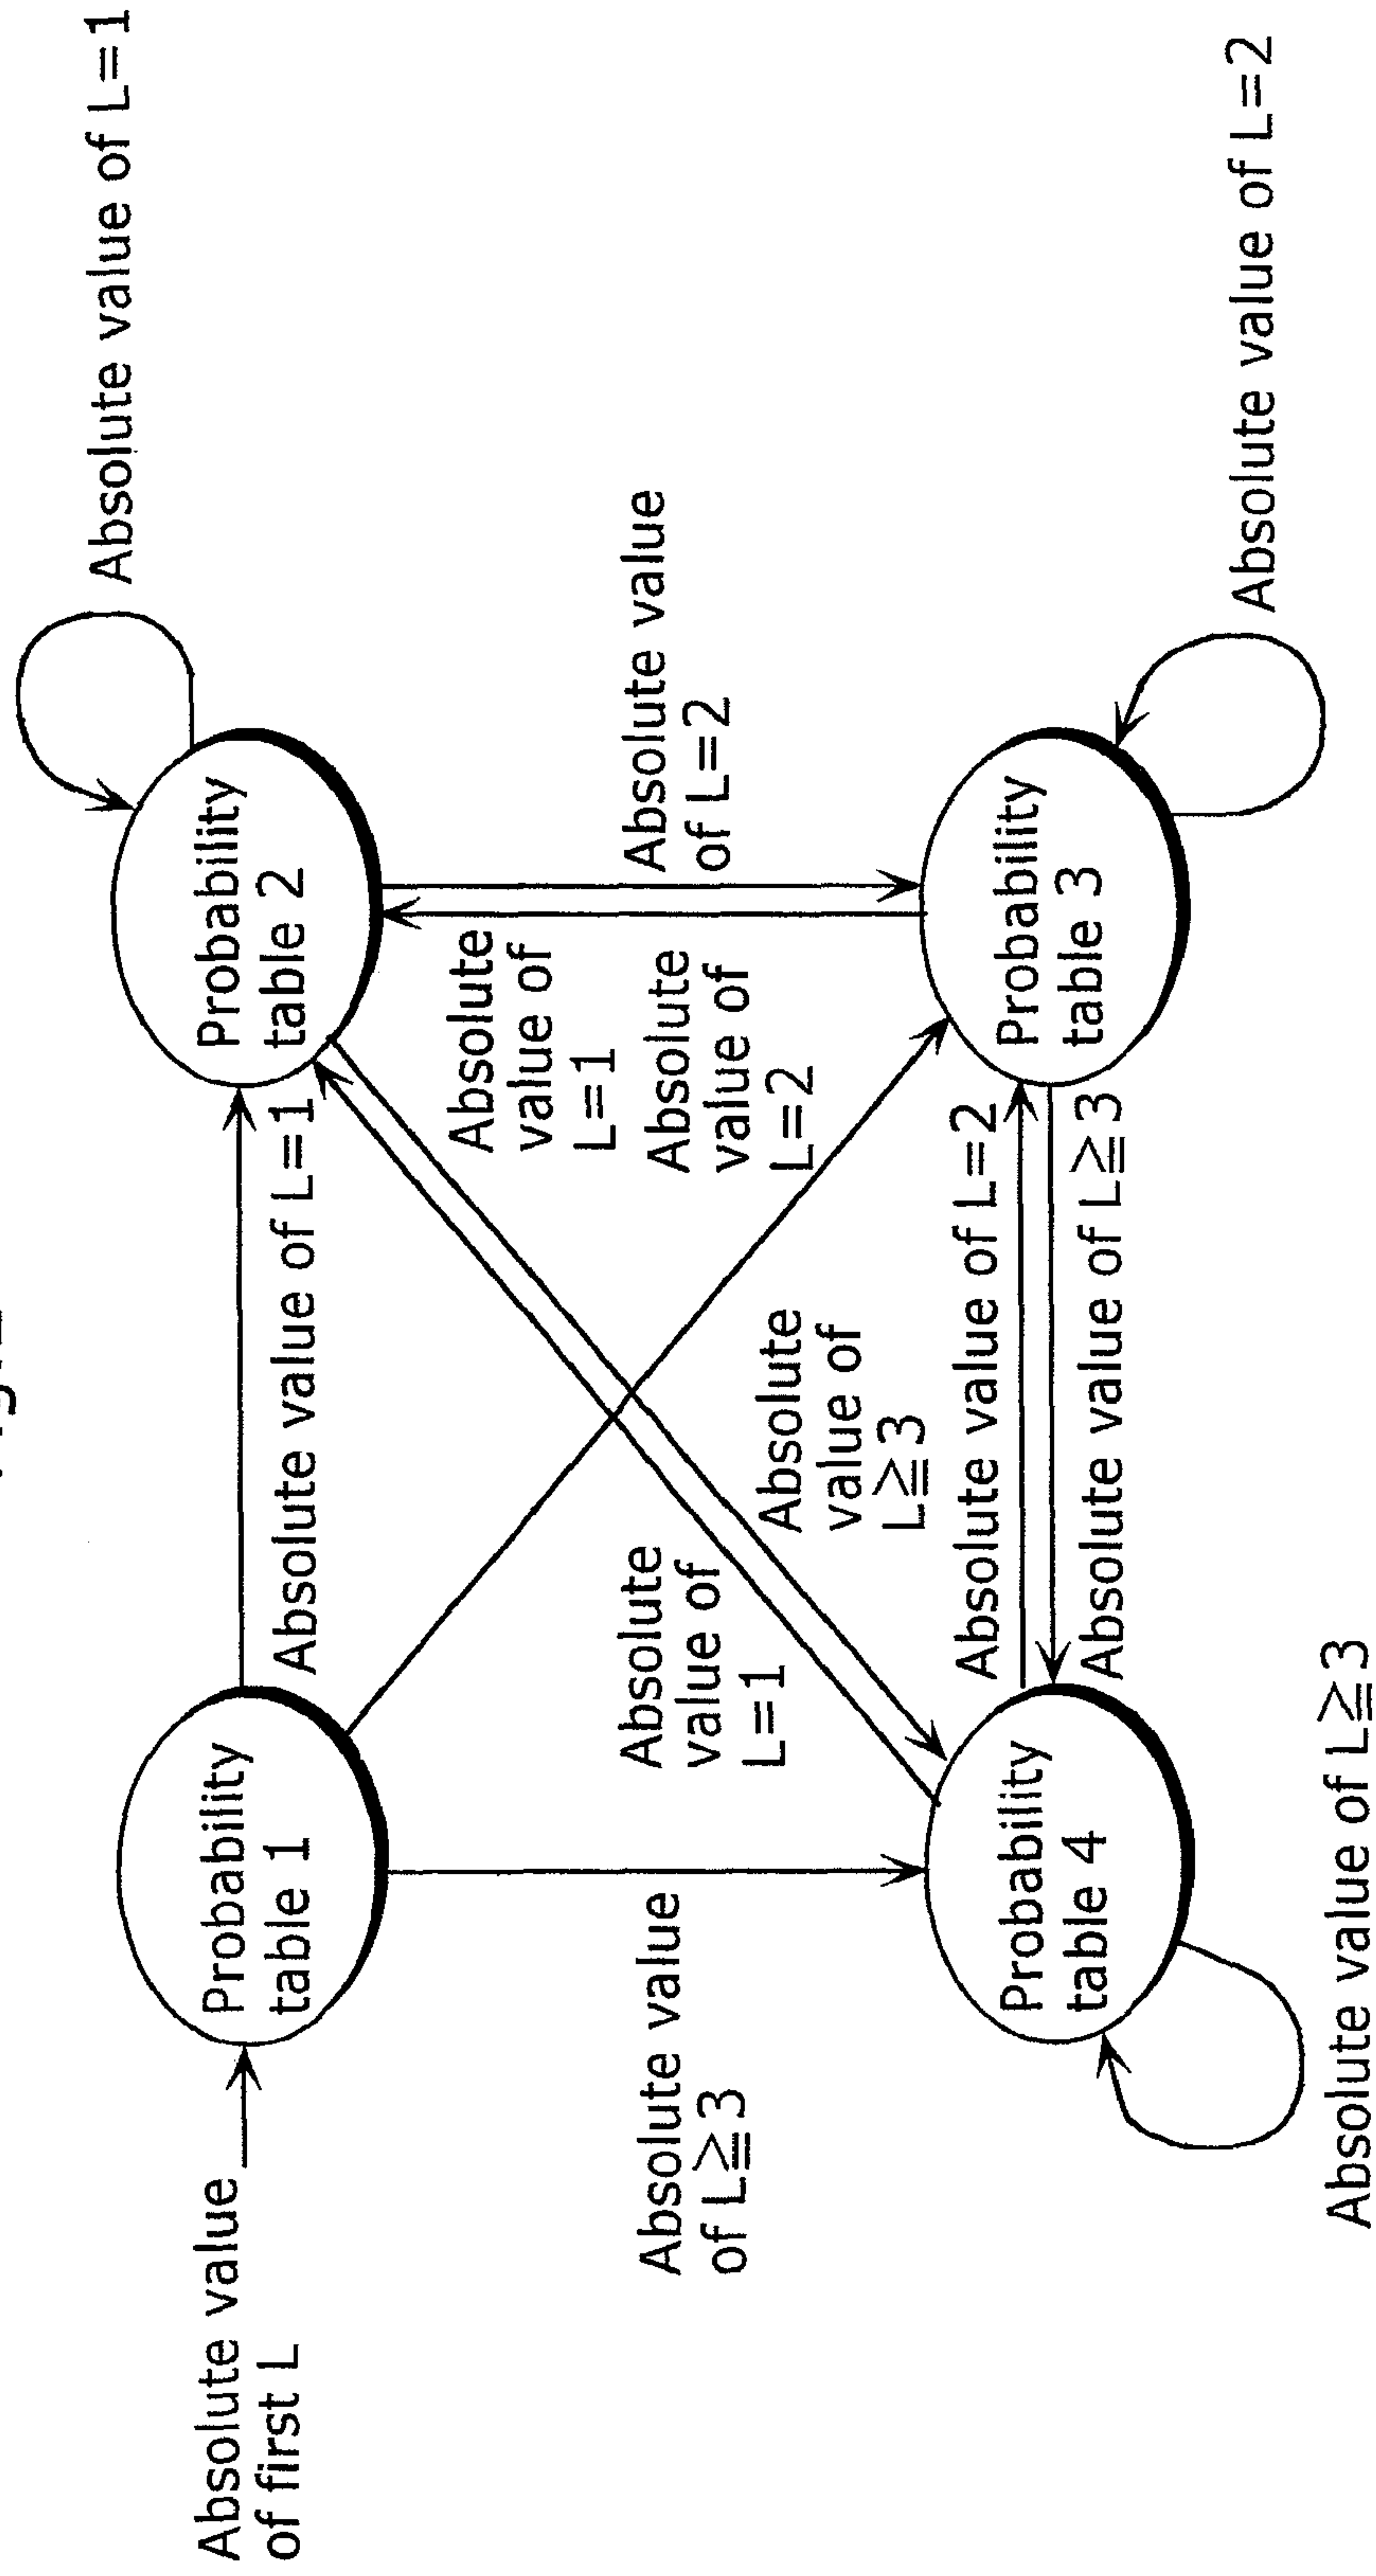 Absolute value of L=1
Probability
table 1
Probability
table 2
Absolute value
of first L
Absolute value of L=1
Absolute
value of
L=1
Absolute value
of L=2
Absolute
value of
L=2
Absolute value
of L≧3
Absolute
value of
L=1
Absolute
value of
L≧3
Absolute value of L=2
Absolute value of L≧3
Probability
table 4
Probability
table 3
Absolute value of L=2
Absolute value of L≧3